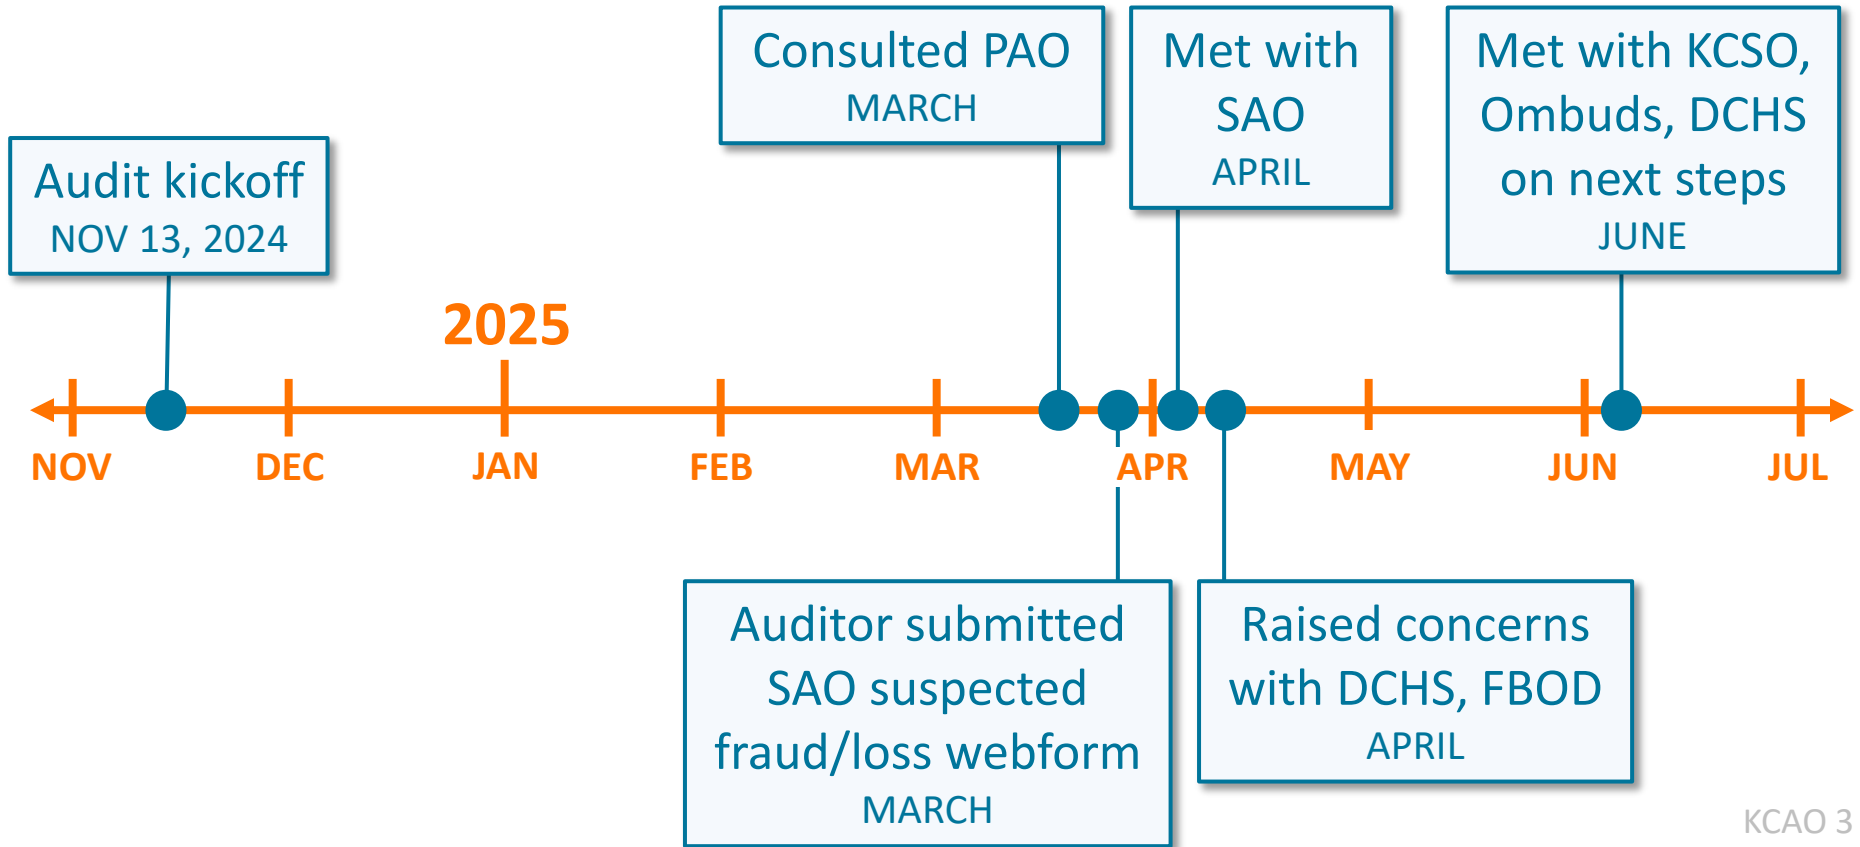 Consulted PAO
MARCH
Met with
SAO
APRIL
Met with KCSO,
Ombuds, DCHS
on next steps
JUNE
Audit kickoff
NOV 13, 2024
2025
NOV DEC JAN FEB MAR APR MAY JUN JUL
Auditor submitted
SAO suspected
fraud/loss webform
MARCH
Raised concerns
with DCHS, FBOD
APRIL
KCAO 3